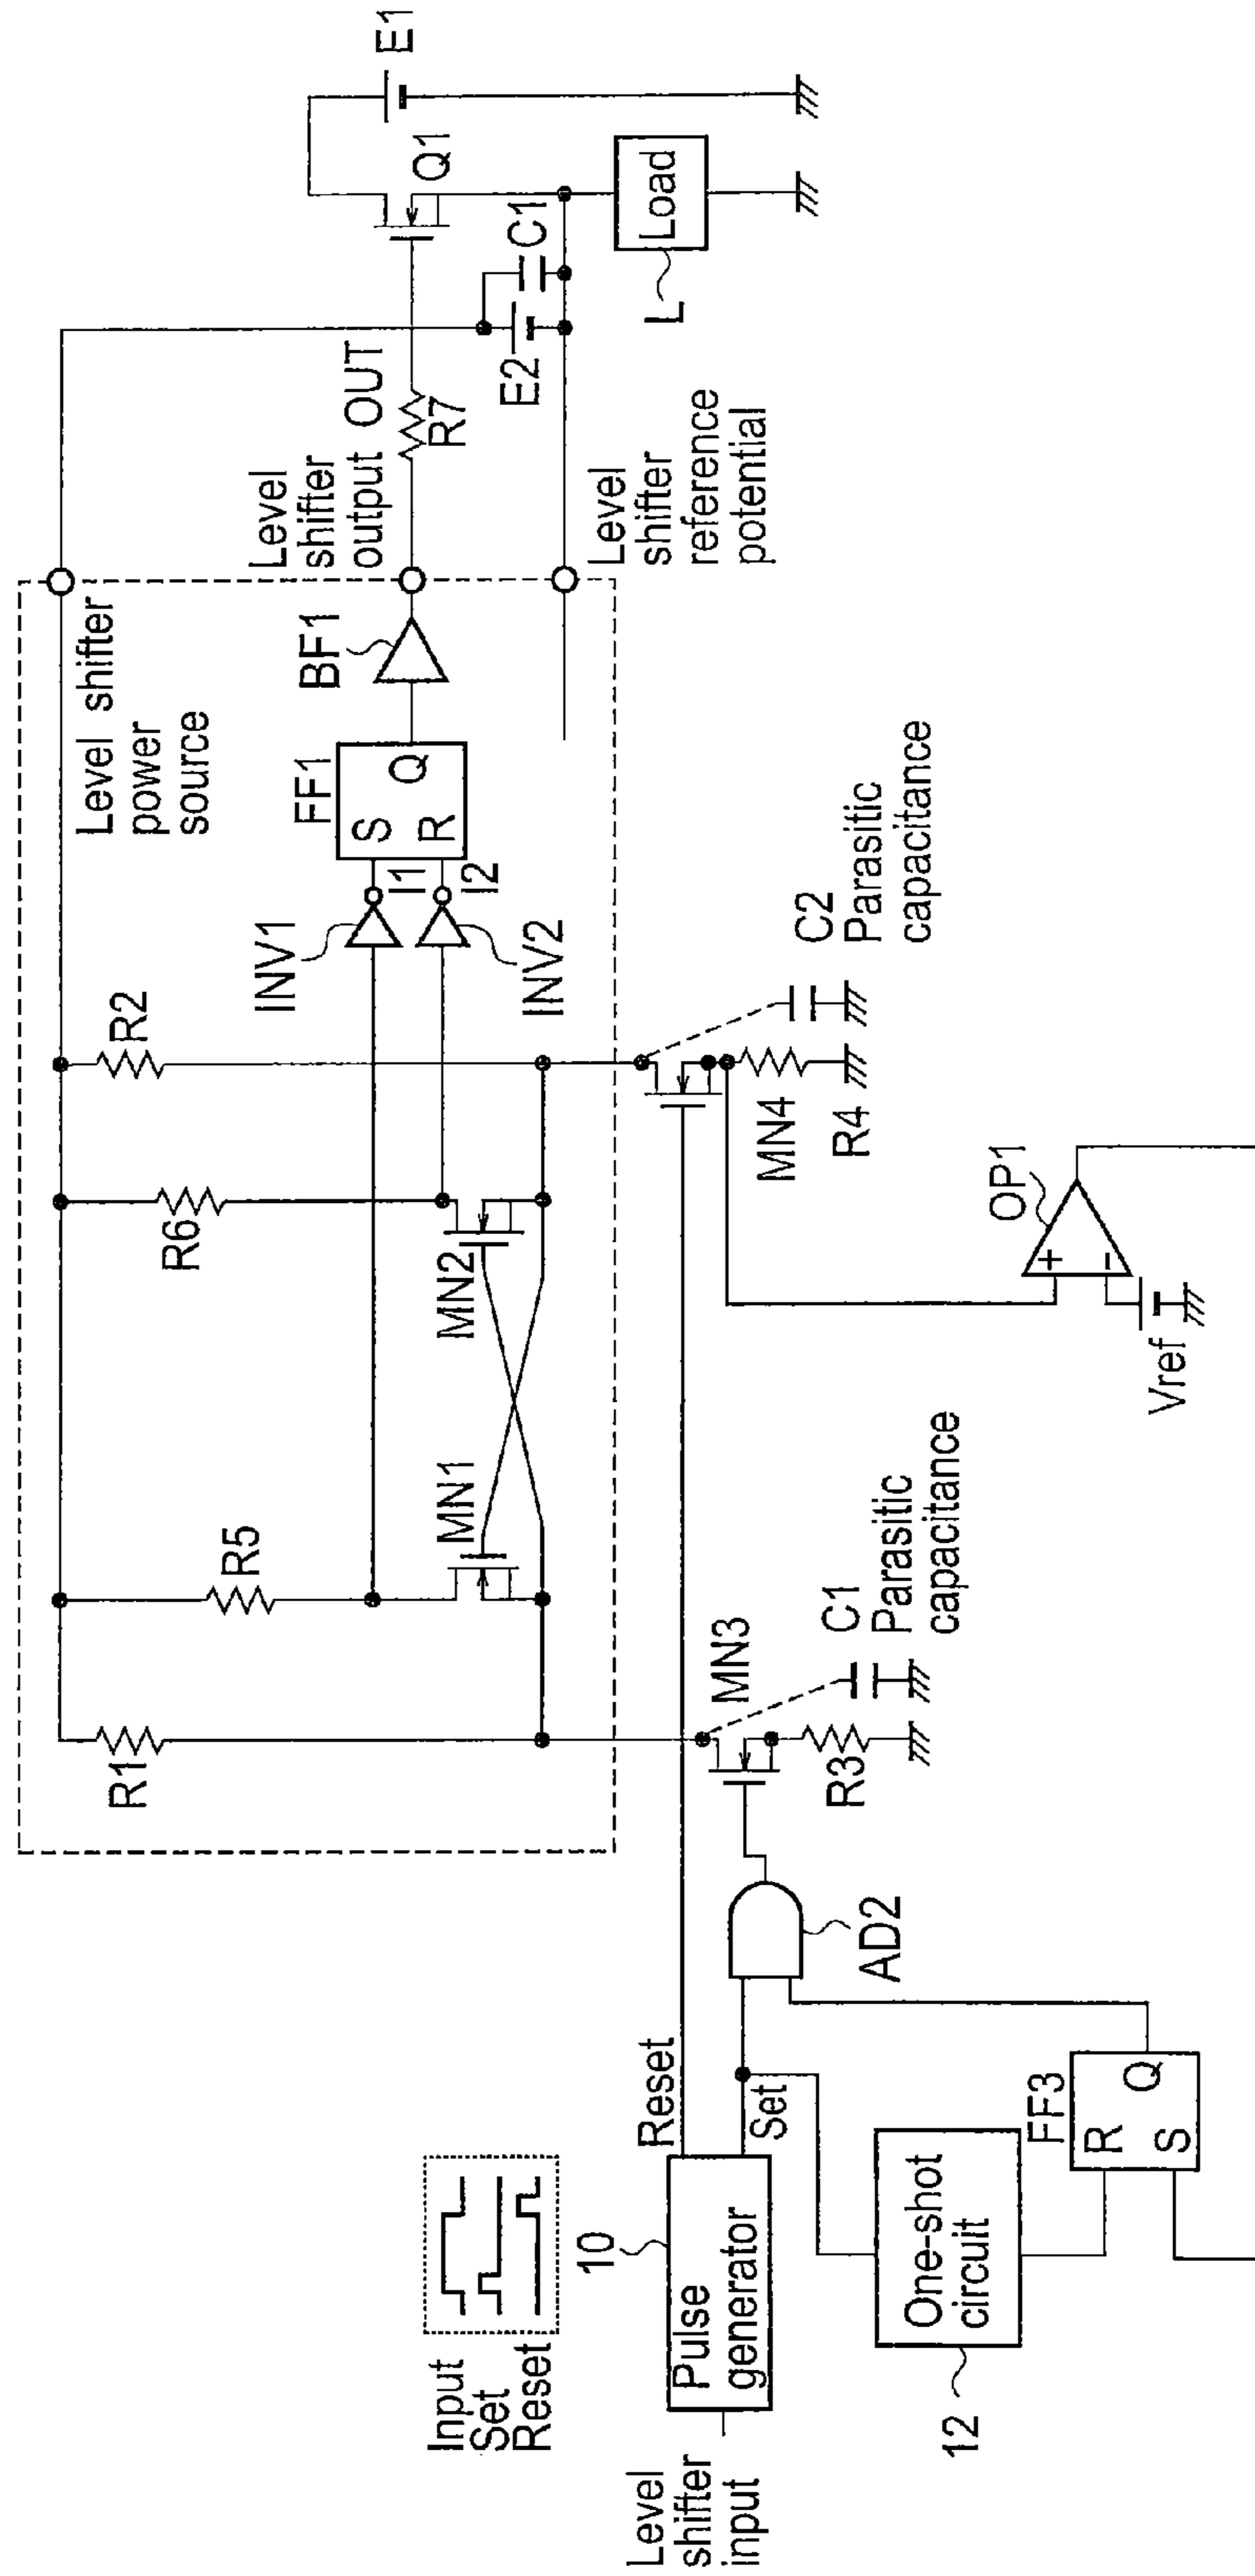 Level shifter
power
source
R1
R5
R6
R2
MN1
MN2
INV1
INV2
I1
I2
FF1
S
R
Q
BF1
Level
shifter
output OUT
R7
Level
shifter
reference
potential
E2
C1
Q1
E1
Load
L
Input
Set
Reset
10
Pulse
generator
Level
shifter
input
Reset
Set
AD2
One-shot
circuit
12
FF3
R
S
Q
MN3
R3
C1
Parasitic
capacitance
MN4
R4
C2
Parasitic
capacitance
OP1
+
−
Vref